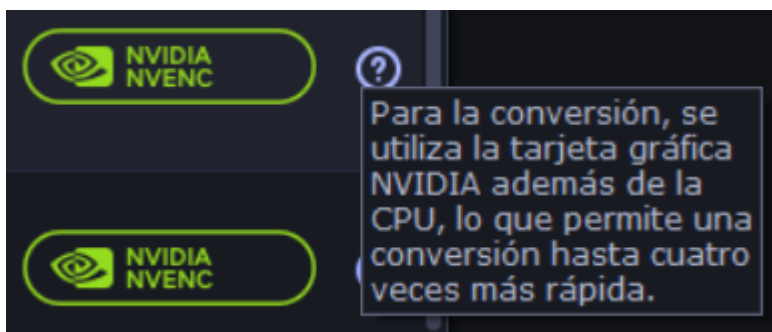 NVIDIA
NVENC
Para la conversión, se
utiliza la tarjeta gráfica
NVIDIA además de la
CPU, lo que permite una
conversión hasta cuatro
veces más rápida.
NVIDIA
NVENC